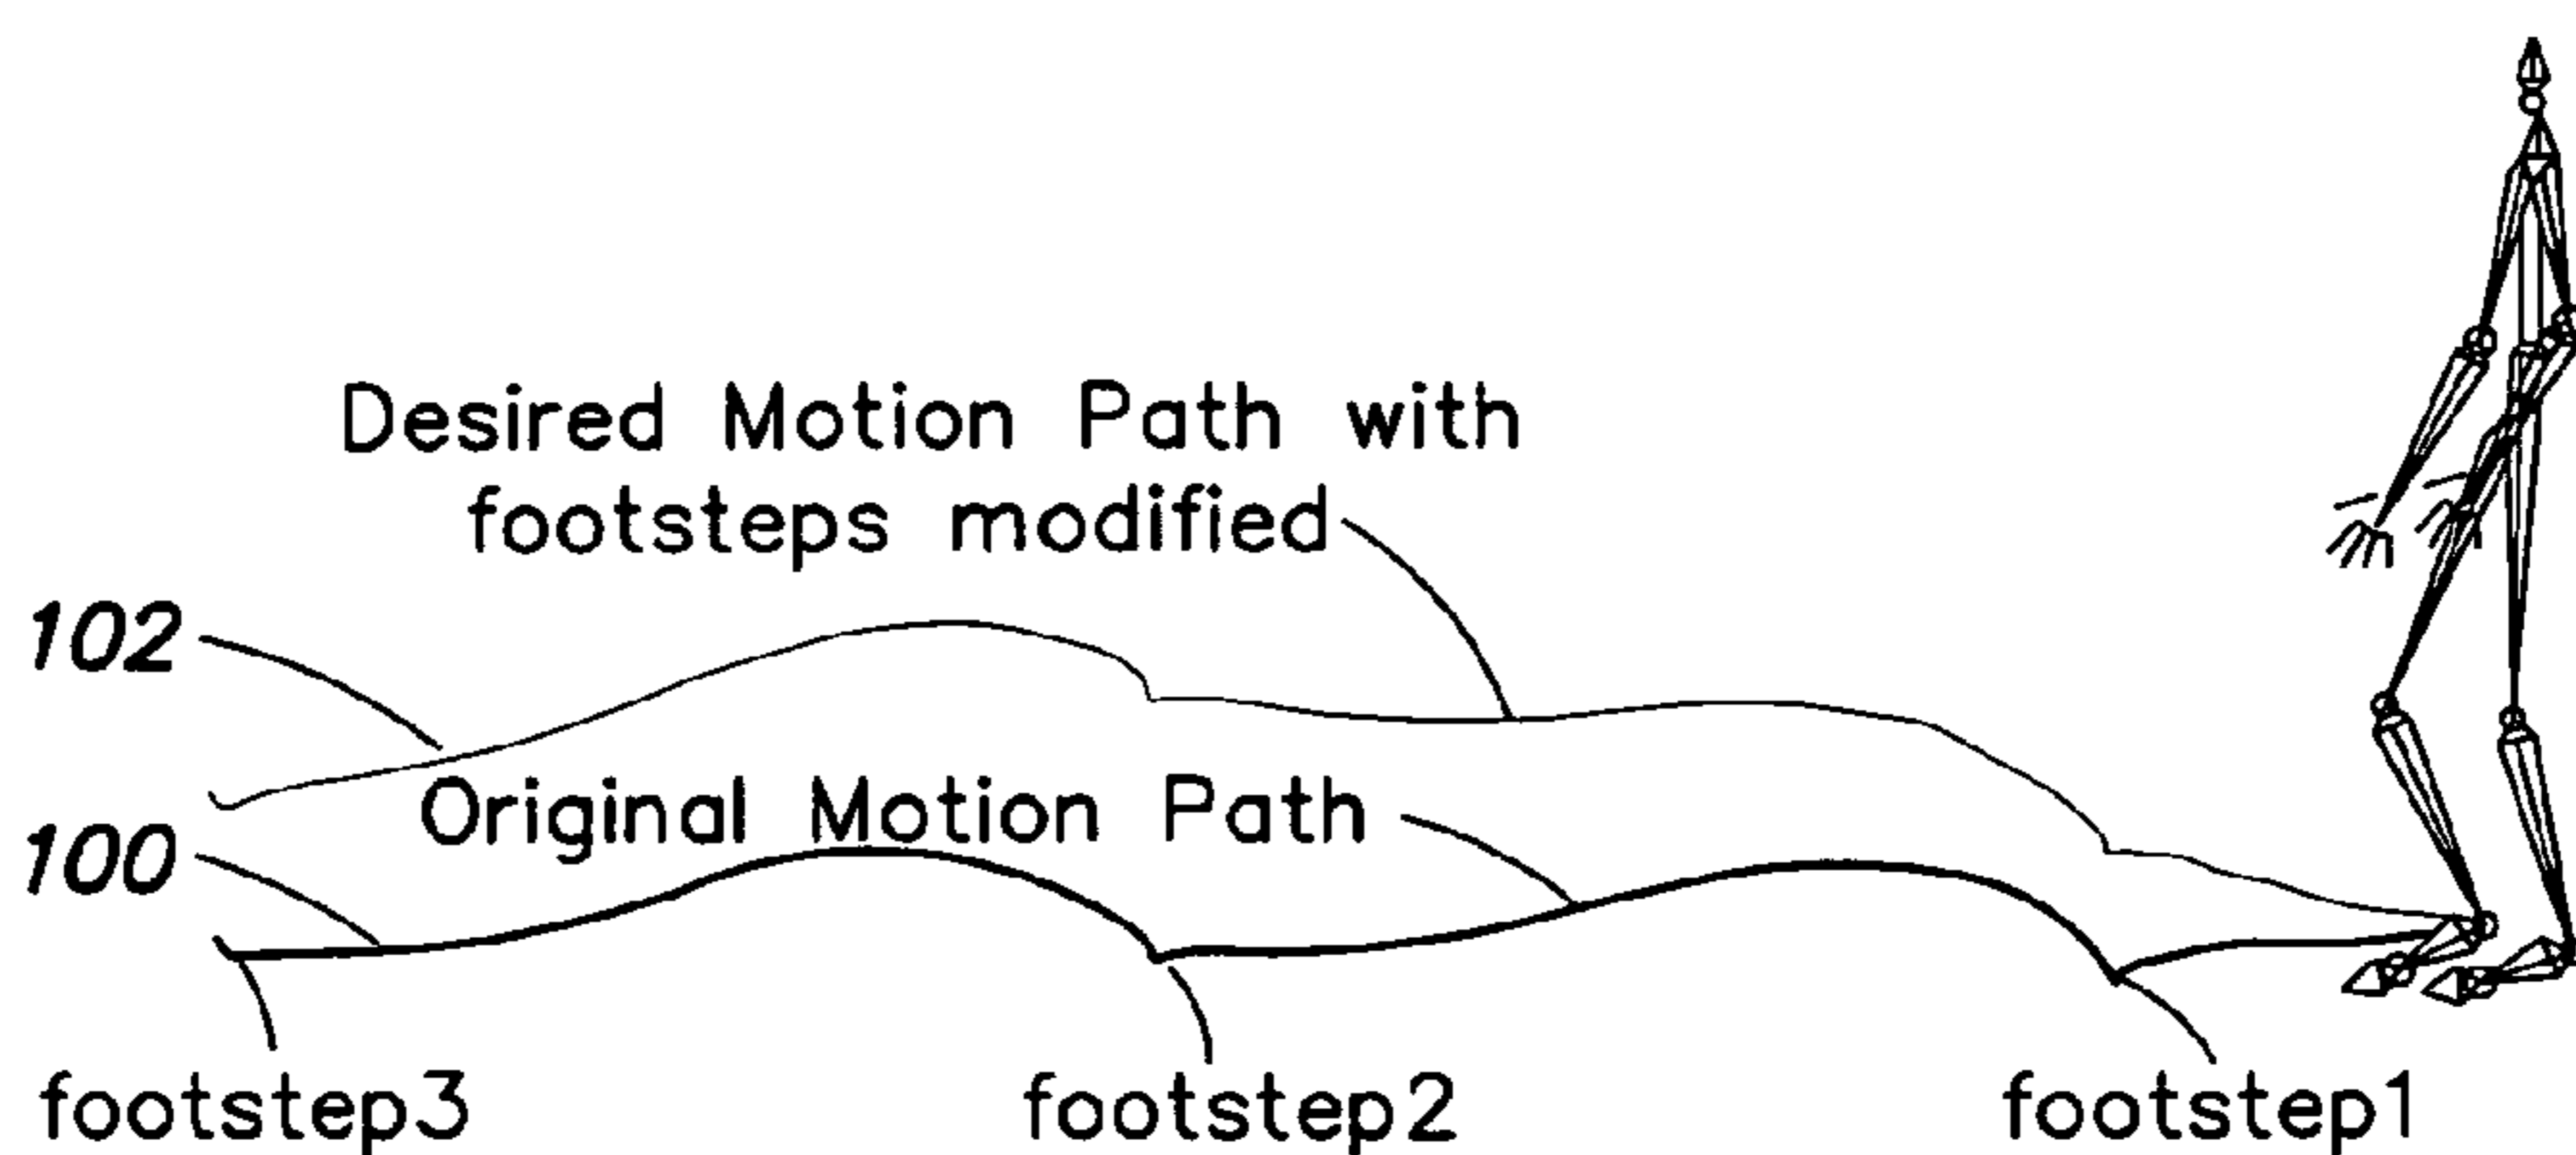 Desired Motion Path with
footsteps modified
102
Original Motion Path
100
footstep3 footstep2 footstep1